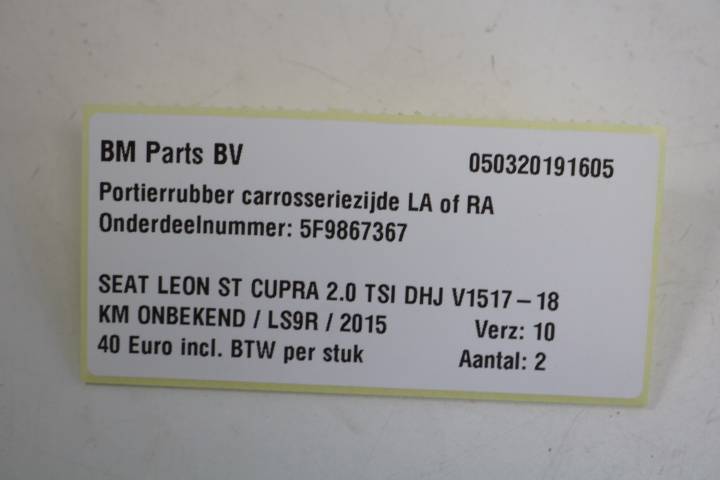 BM Parts BV 050320191605
Portierrubber carrosseriezijde LA of RA
Onderdeelnummer: 5F9867367
SEAT LEON ST CUPRA 2.0 TSI DHJ V1517 – 18
KM ONBEKEND / LS9R / 2015 Verz: 10
40 Euro incl. BTW per stuk Aantal: 2